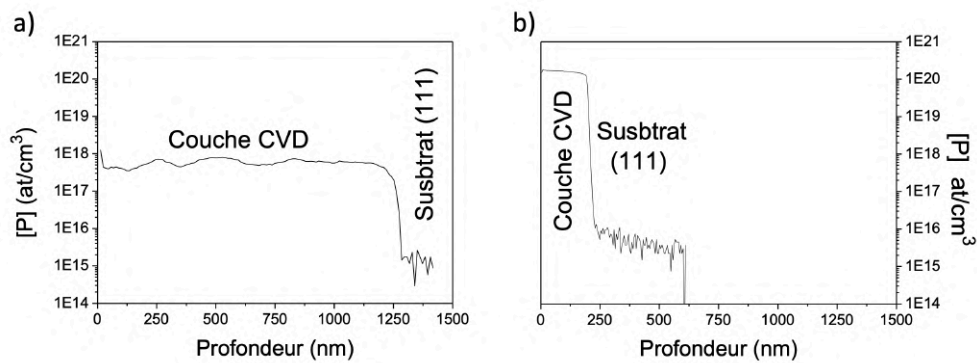 a)
1E21
1E20
1E19
1E18
1E17
1E16
1E15
1E14
[P] (at/cm³)
Couche CVD
Susbtrat (111)
0
250
500
750
1000
1250
1500
Profondeur (nm)
b)
1E21
1E20
1E19
1E18
1E17
1E16
1E15
1E14
[P] at/cm³
Couche CVD
Susbtrat
(111)
0
250
500
750
1000
1250
1500
Profondeur (nm)